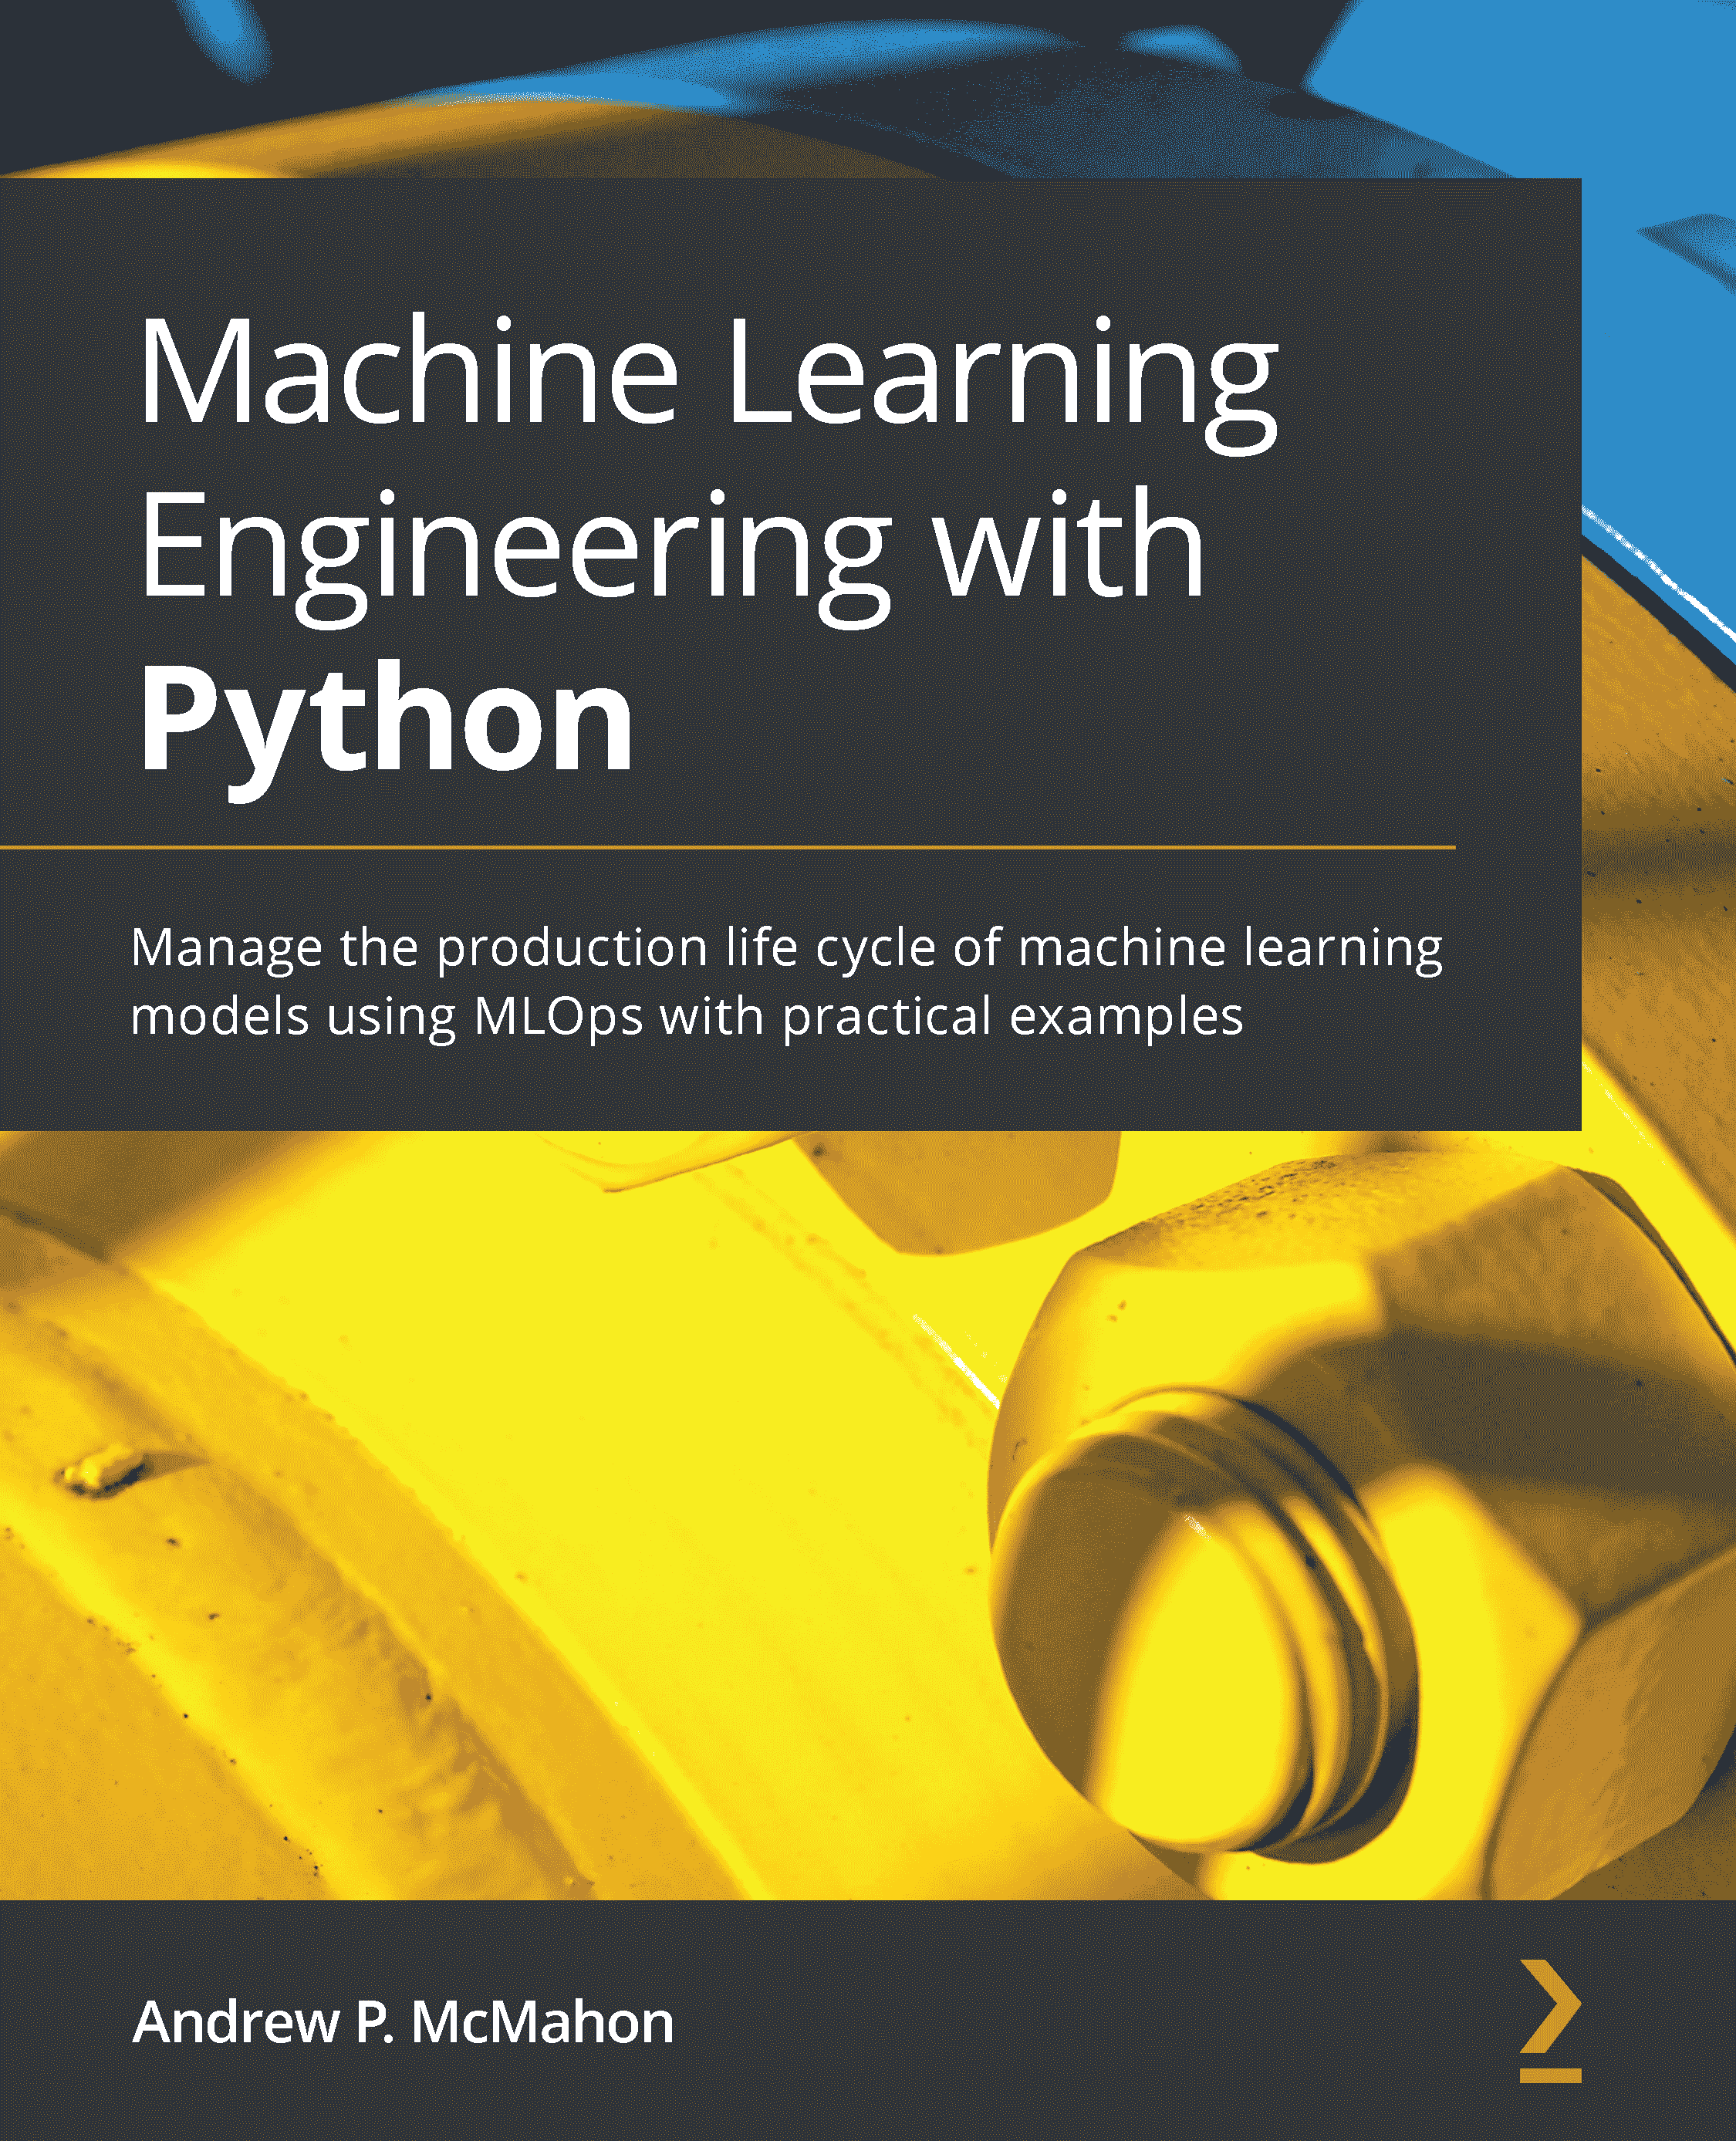 Machine Learning
Engineering with
Python
Manage the production life cycle of machine learning
models using MLOps with practical examples
Andrew P. McMahon